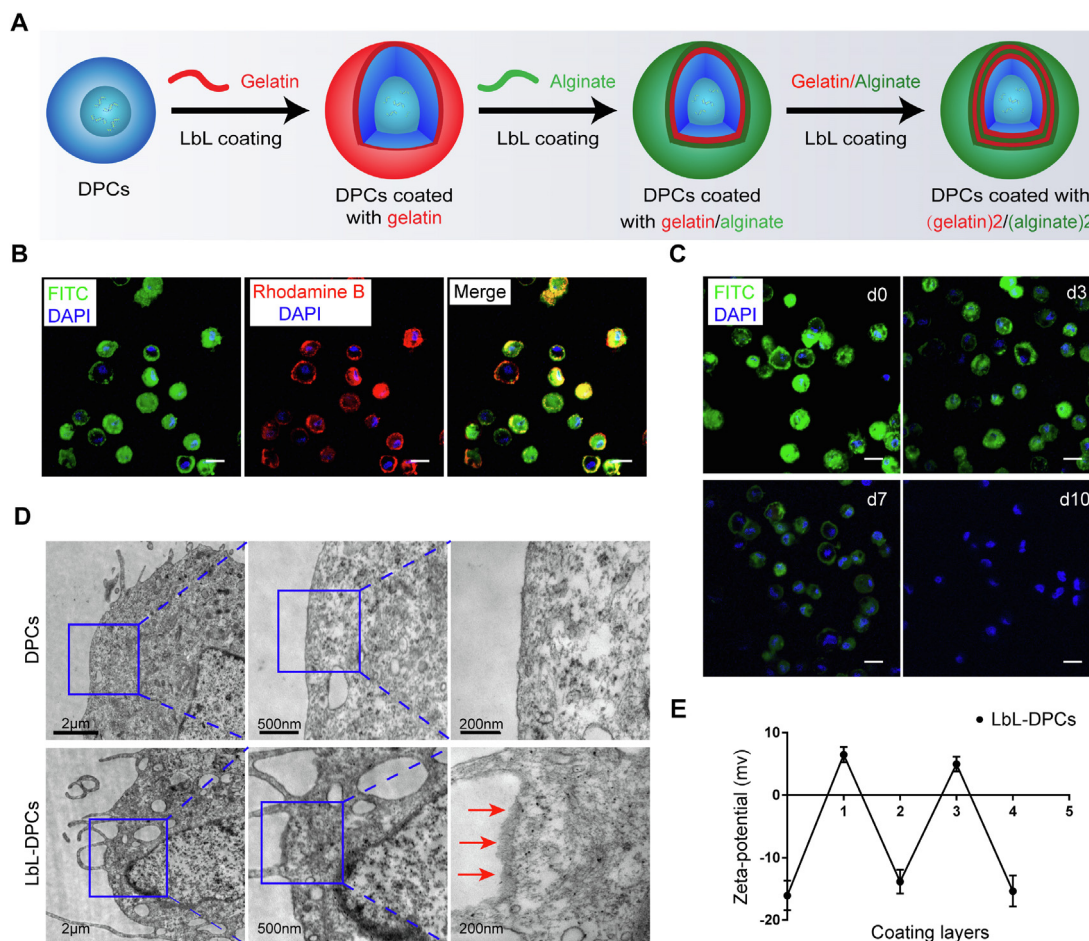 A
Gelatin
Alginate
Gelatin/Alginate
LbL coating
LbL coating
LbL coating
DPCs
DPCs coated
with gelatin
DPCs coated
with gelatin/alginate
DPCs coated with
(gelatin)2/(alginate)2
B
FITC
DAPI
Rhodamine B
DAPI
Merge
C
FITC
DAPI
d0
d3
d7
d10
D
DPCs
2μm
500nm
200nm
LbL-DPCs
2μm
500nm
200nm
E
LbL-DPCs
Zeta-potential (mv)
10
0
-10
-20
1
2
3
4
5
Coating layers